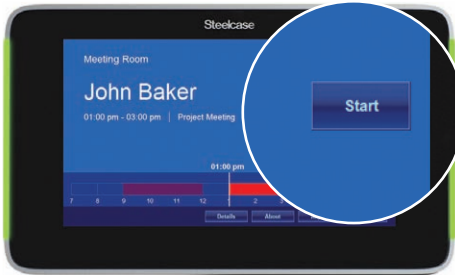 Steelcase
Meeting Room
John Baker
01:00 pm - 03:00 pm | Project Meeting
Start
01:00 pm
7 8 9 10 11 12 1 2
Details About